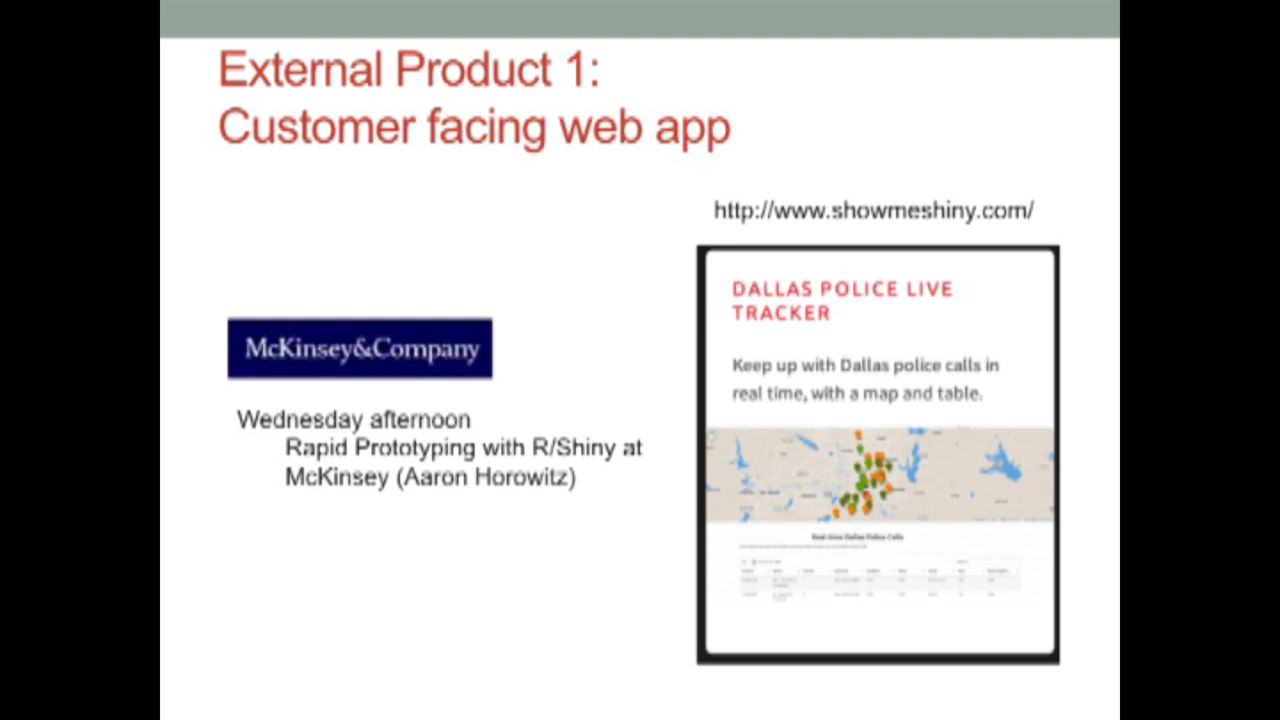 External Product 1:
Customer facing web app
http://www.showmeshiny.com/
McKinsey&Company
Wednesday afternoon
Rapid Prototyping with R/Shiny at
McKinsey (Aaron Horowitz)
DALLAS POLICE LIVE
TRACKER
Keep up with Dallas police calls in
real time, with a map and table.
Real-time Dallas Police Calls